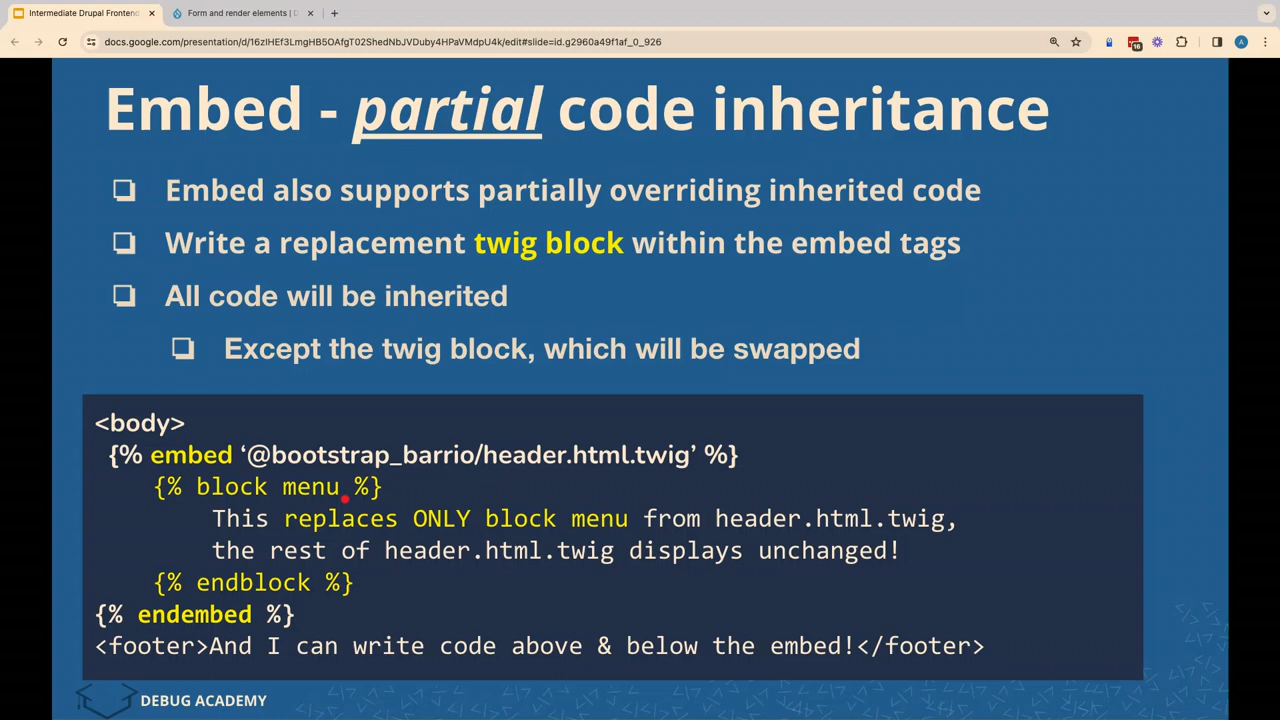 Intermediate Drupal Frontend
Form and render elements | D
docs.google.com/presentation/d/16zIHEf3LmgHB5OAfgT02ShedNbJVDuby4HPaVMdpU4k/edit#slide=id.g2960a49f1af_0_926
16
A
Embed - partial code inheritance
Embed also supports partially overriding inherited code
Write a replacement twig block within the embed tags
All code will be inherited
Except the twig block, which will be swapped
<body>
{% embed ‘@bootstrap_barrio/header.html.twig’ %}
{% block menu %}
This replaces ONLY block menu from header.html.twig,
the rest of header.html.twig displays unchanged!
{% endblock %}
{% endembed %}
<footer>And I can write code above & below the embed!</footer>
DEBUG ACADEMY